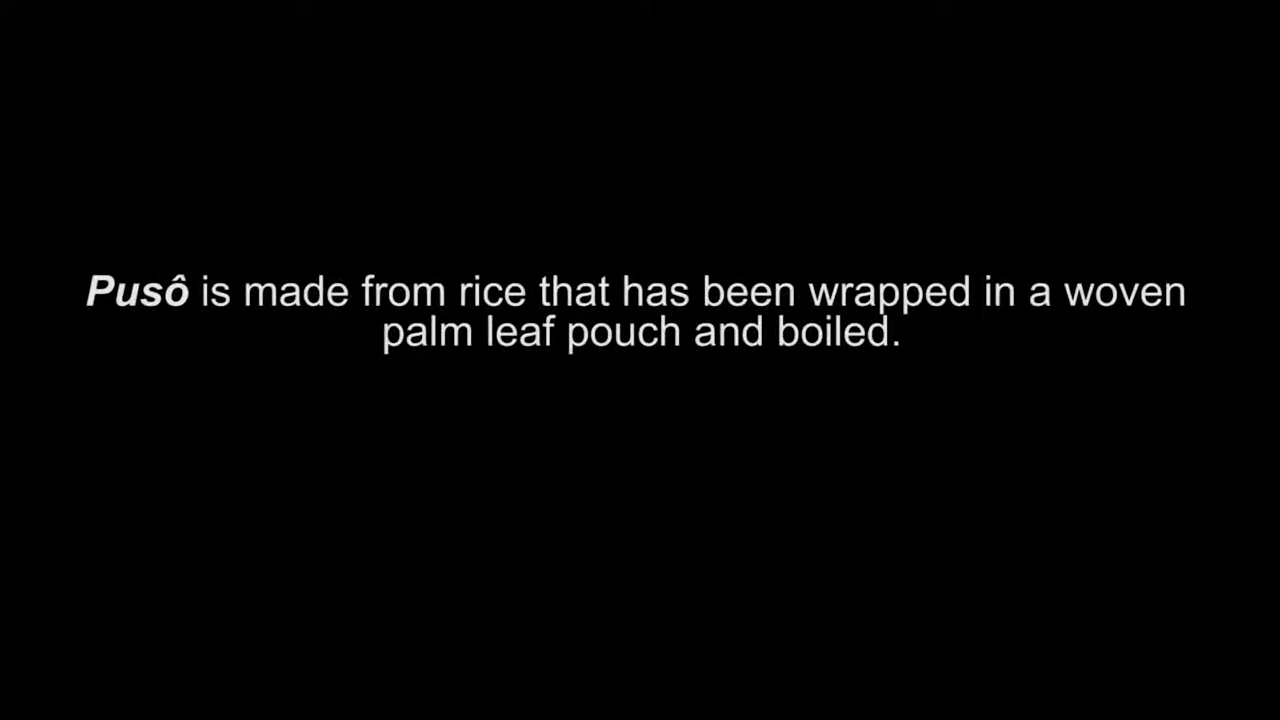 Pusô is made from rice that has been wrapped in a woven
palm leaf pouch and boiled.